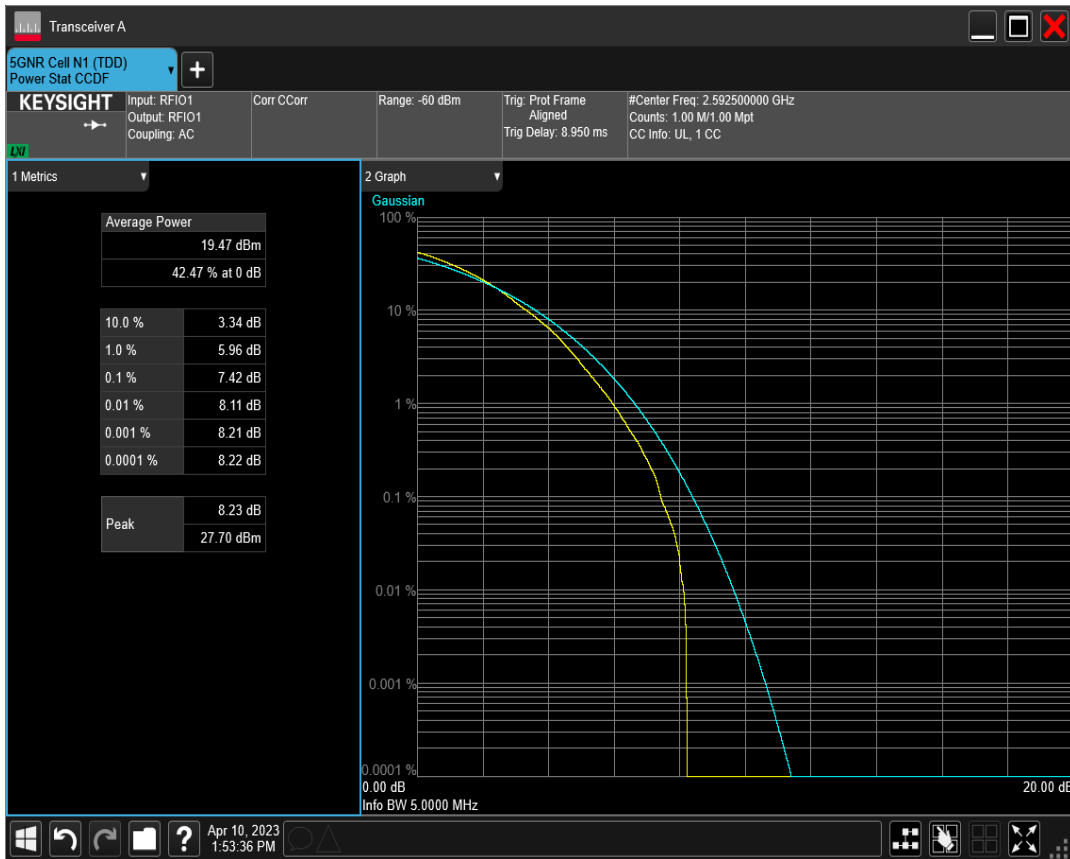 Transceiver A
5GNR Cell N1 (TDD)
Power Stat CCDF
KEYSIGHT
LXI
Input: RFIO1
Output: RFIO1
Coupling: AC
Corr CCorr
Range: -60 dBm
Trig: Prot Frame
Aligned
Trig Delay: 8.950 ms
#Center Freq: 2.592500000 GHz
Counts: 1.00 M/1.00 Mpt
CC Info: UL, 1 CC
1 Metrics
Average Power
19.47 dBm
42.47 % at 0 dB
10.0 % 3.34 dB
1.0 % 5.96 dB
0.1 % 7.42 dB
0.01 % 8.11 dB
0.001 % 8.21 dB
0.0001 % 8.22 dB
Peak
8.23 dB
27.70 dBm
2 Graph
Gaussian
100 %
10 %
1 %
0.1 %
0.01 %
0.001 %
0.0001 %
0.00 dB 20.00 dB
Info BW 5.0000 MHz
Apr 10, 2023
1:53:36 PM